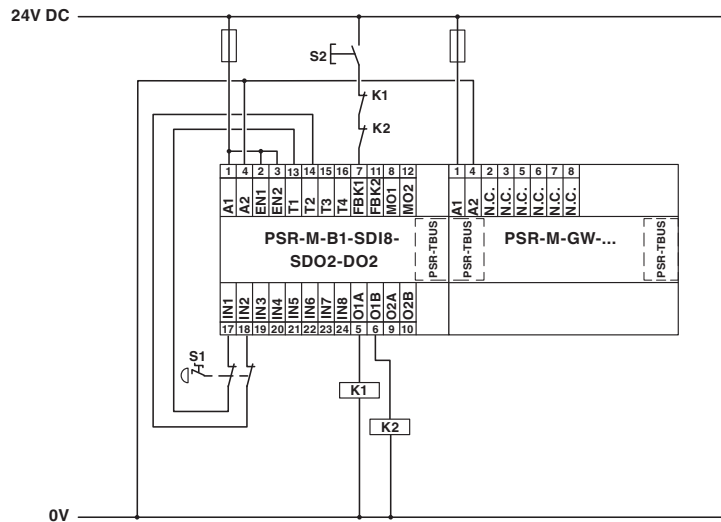 24V DC
S2
K1
K2
1 4 2 3 13 14 15 16 7 11 8 12
A1 A2 EN1 EN2 T1 T2 T3 T4 FBK1 FBK2 MO1 MO2
1 4 2 3 5 6 7 8
A1 A2 N.C. N.C. N.C. N.C. N.C. N.C.
PSR-M-B1-SDI8-
SDO2-DO2
PSR-TBUS
PSR-TBUS
PSR-M-GW-...
PSR-TBUS
IN1 IN2 IN3 IN4 IN5 IN6 IN7 IN8 O1A O1B O2A O2B
17 18 19 20 21 22 23 24 5 6 9 10
S1
K1
K2
0V